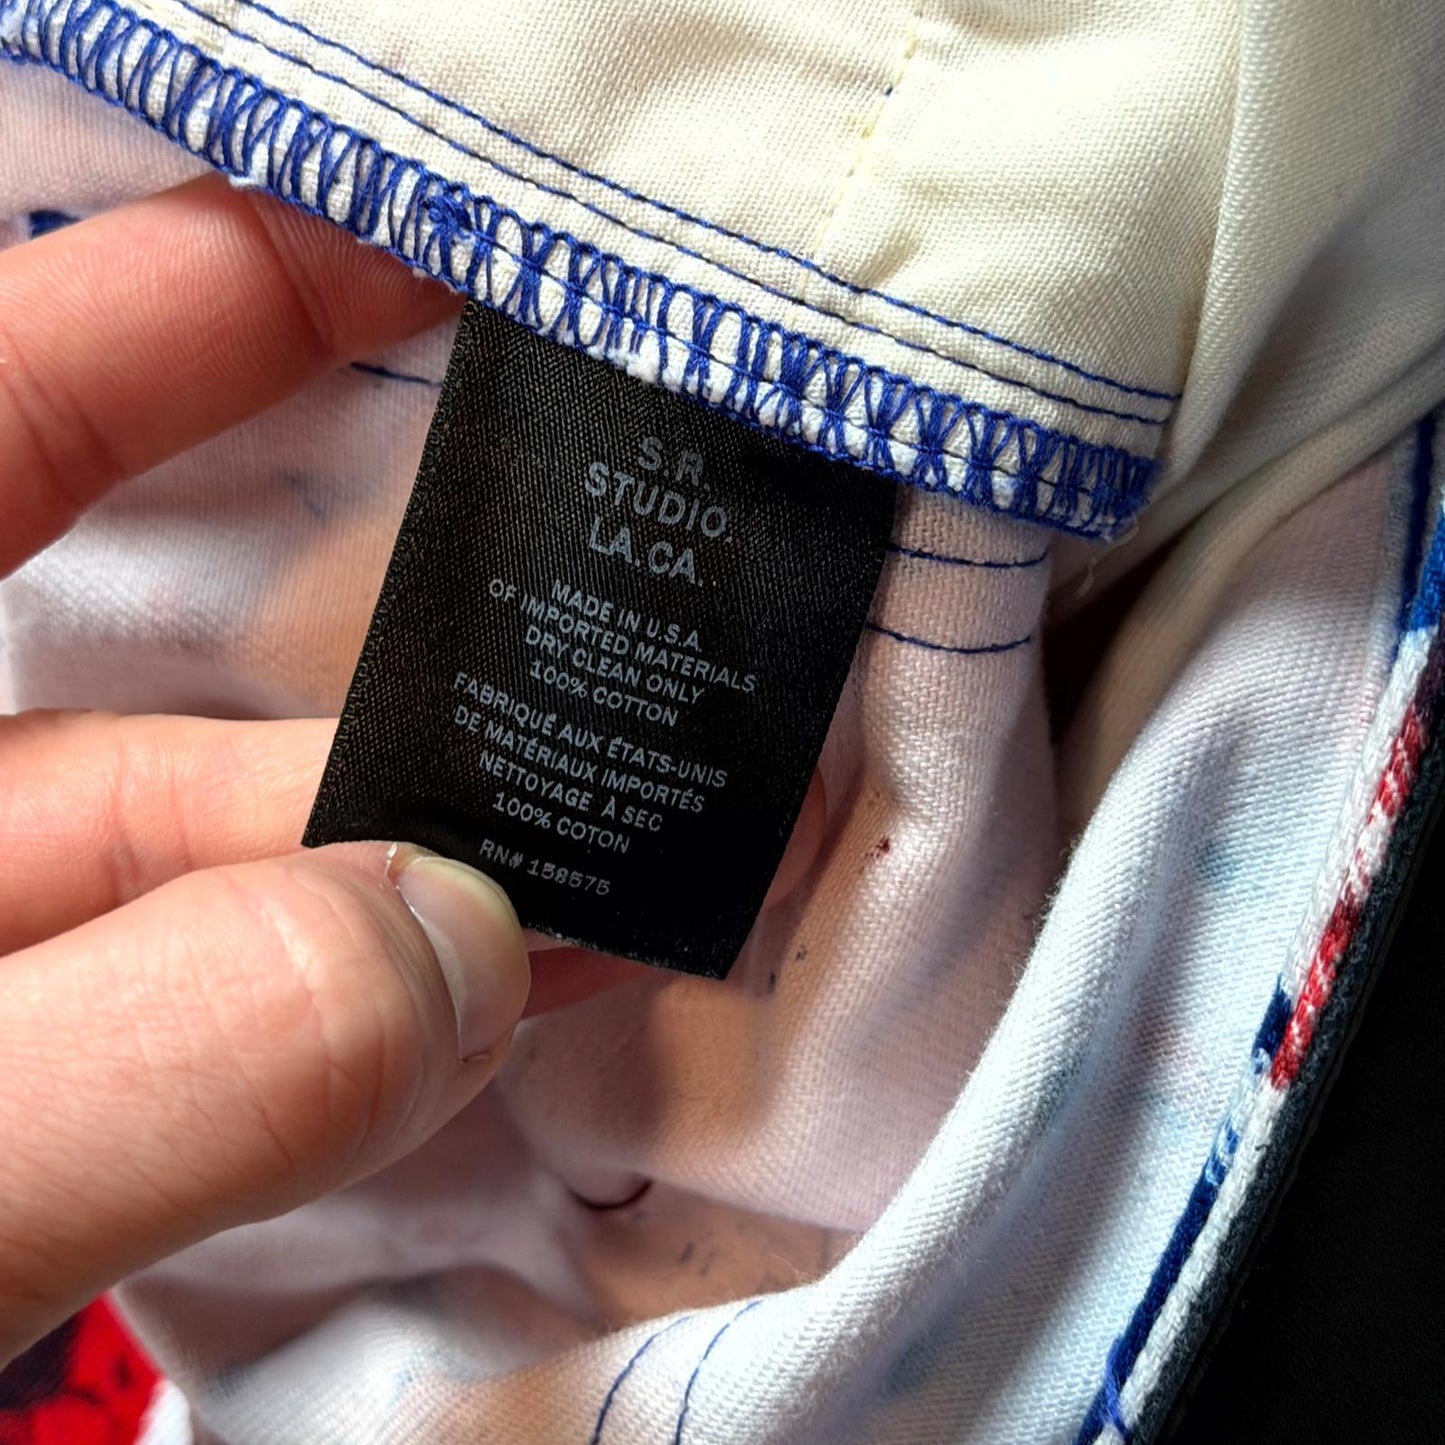 S.R.
STUDIO.
LA.CA.
MADE IN U.S.A.
OF IMPORTED MATERIALS
DRY CLEAN ONLY
100% COTTON
FABRIQUÉ AUX ÉTATS-UNIS
DE MATÉRIAUX IMPORTÉS
NETTOYAGE À SEC
100% COTON
RN# 158575